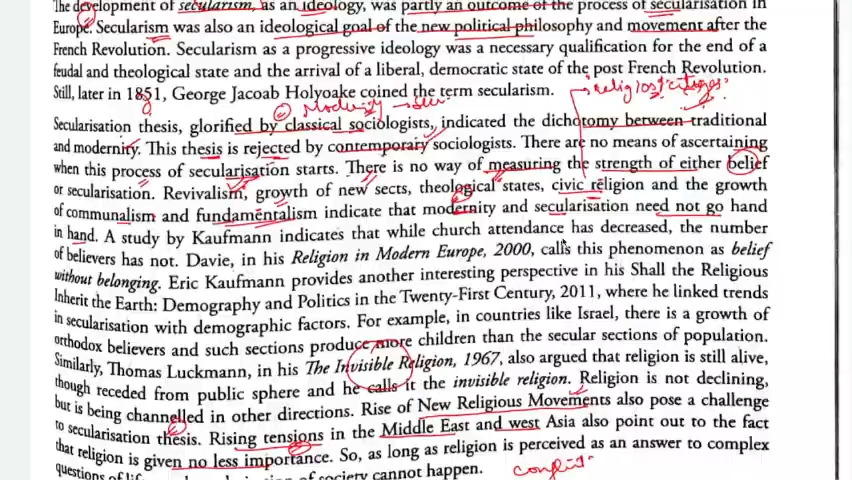 The development of secularism, as an ideology, was partly an outcome of the process of secularisation in
Europe. Secularism was also an ideological goal of the new political philosophy and movement after the
French Revolution. Secularism as a progressive ideology was a necessary qualification for the end of a
feudal and theological state and the arrival of a liberal, democratic state of the post French Revolution.
Still, later in 1851, George Jacoab Holyoake coined the term secularism.
Modernity → Sec
Secularisation thesis, glorified by classical sociologists, indicated the dichotomy between traditional
and modernity. This thesis is rejected by contemporary sociologists. There are no means of ascertaining
when this process of secularisation starts. There is no way of measuring the strength of either belief
or secularisation. Revivalism, growth of new sects, theological states, civic religion and the growth
of communalism and fundamentalism indicate that modernity and secularisation need not go hand
in hand. A study by Kaufmann indicates that while church attendance has decreased, the number
of believers has not. Davie, in his Religion in Modern Europe, 2000, calls this phenomenon as belief
without belonging. Eric Kaufmann provides another interesting perspective in his Shall the Religious
Inherit the Earth: Demography and Politics in the Twenty-First Century, 2011, where he linked trends
in secularisation with demographic factors. For example, in countries like Israel, there is a growth of
orthodox believers and such sections produce more children than the secular sections of population.
Similarly, Thomas Luckmann, in his The Invisible Religion, 1967, also argued that religion is still alive,
though receded from public sphere and he calls it the invisible religion. Religion is not declining,
but is being channelled in other directions. Rise of New Religious Movements also pose a challenge
to secularisation thesis. Rising tensions in the Middle East and west Asia also point out to the fact
that religion is given no less importance. So, as long as religion is perceived as an answer to complex
questions of society cannot happen.
conflict